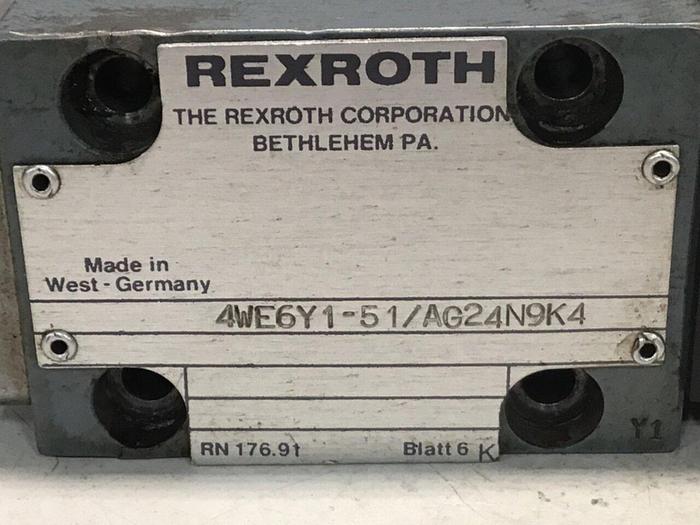 REXROTH
THE REXROTH CORPORATION
BETHLEHEM PA.
Made in
West-Germany
4WE6Y1-51/AG24N9K4
RN 176.91 Blatt 6 K
Y1